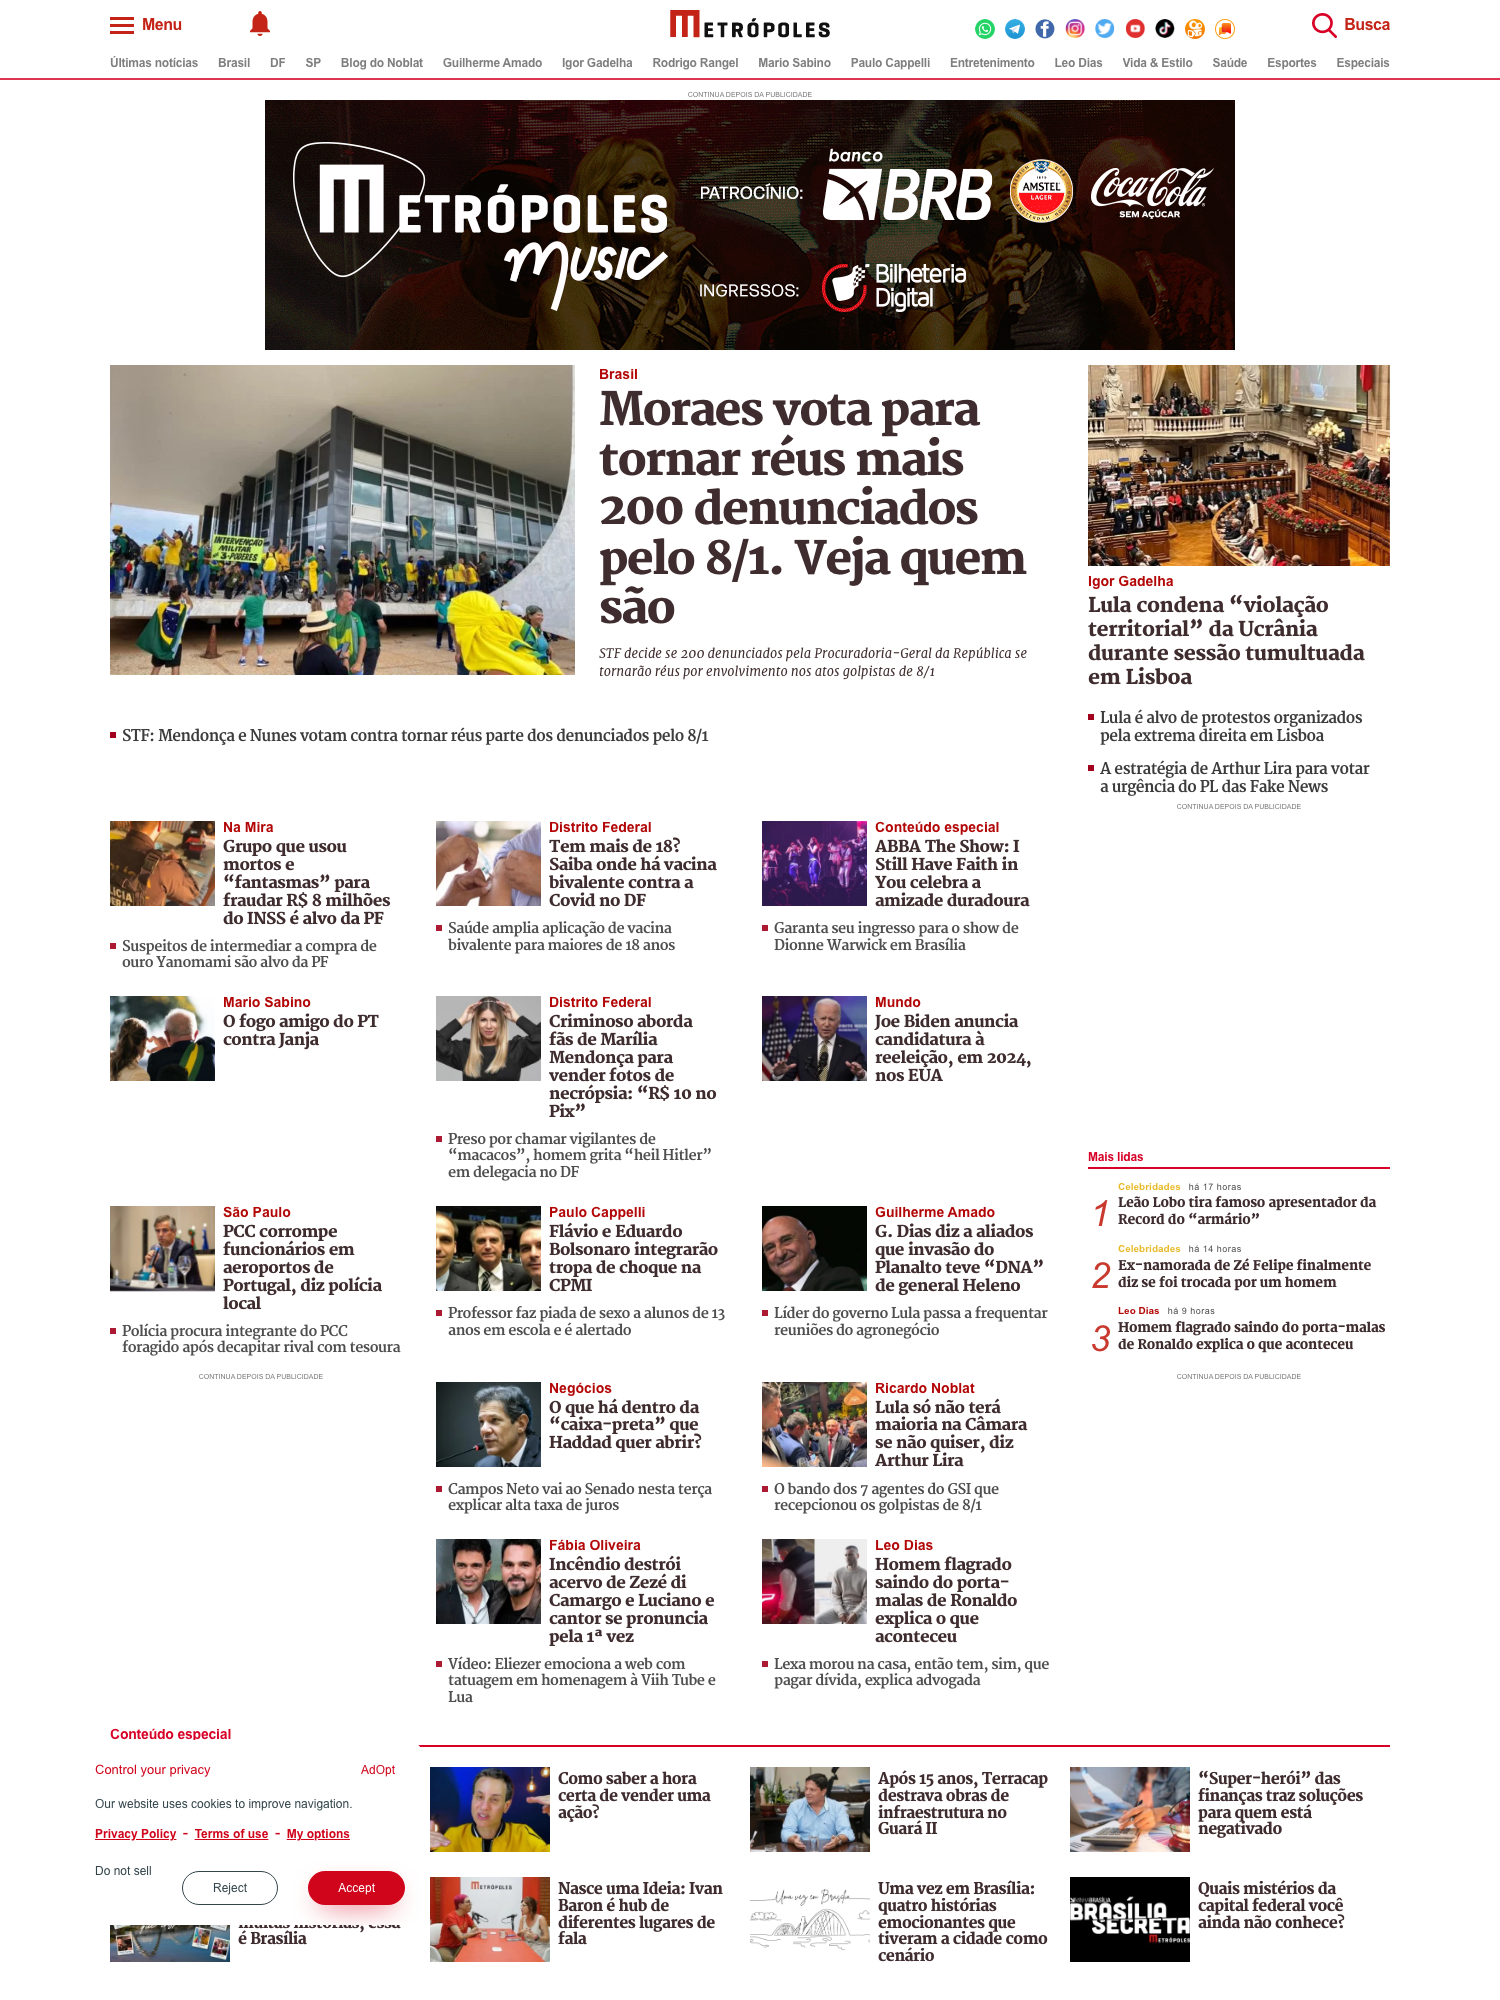 Menu
METRÓPOLES
Busca
Últimas notícias Brasil DF SP Blog do Noblat Guilherme Amado Igor Gadelha Rodrigo Rangel Mario Sabino Paulo Cappelli Entretenimento Leo Dias Vida & Estilo Saúde Esportes Especiais
CONTINUA DEPOIS DA PUBLICIDADE
METRÓPOLES
Music
PATROCÍNIO:
banco
BRB
AMSTEL
LAGER
Coca-Cola
SEM AÇÚCAR
INGRESSOS:
Bilheteria
Digital
INTERVENÇÃO
MILITAR
3-PODERES
Brasil
Moraes vota para
tornar réus mais
200 denunciados
pelo 8/1. Veja quem
são
STF decide se 200 denunciados pela Procuradoria-Geral da República se
tornarão réus por envolvimento nos atos golpistas de 8/1
STF: Mendonça e Nunes votam contra tornar réus parte dos denunciados pelo 8/1
Igor Gadelha
Lula condena “violação
territorial” da Ucrânia
durante sessão tumultuada
em Lisboa
Lula é alvo de protestos organizados
pela extrema direita em Lisboa
A estratégia de Arthur Lira para votar
a urgência do PL das Fake News
CONTINUA DEPOIS DA PUBLICIDADE
Na Mira
Grupo que usou
mortos e
“fantasmas” para
fraudar R$ 8 milhões
do INSS é alvo da PF
Suspeitos de intermediar a compra de
ouro Yanomami são alvo da PF
Distrito Federal
Tem mais de 18?
Saiba onde há vacina
bivalente contra a
Covid no DF
Saúde amplia aplicação de vacina
bivalente para maiores de 18 anos
Conteúdo especial
ABBA The Show: I
Still Have Faith in
You celebra a
amizade duradoura
Garanta seu ingresso para o show de
Dionne Warwick em Brasília
Mario Sabino
O fogo amigo do PT
contra Janja
Distrito Federal
Criminoso aborda
fãs de Marília
Mendonça para
vender fotos de
necrópsia: “R$ 10 no
Pix”
Preso por chamar vigilantes de
“macacos”, homem grita “heil Hitler”
em delegacia no DF
Mundo
Joe Biden anuncia
candidatura à
reeleição, em 2024,
nos EUA
Mais lidas
Celebridades há 17 horas
1 Leão Lobo tira famoso apresentador da
Record do “armário”
Celebridades há 14 horas
2 Ex-namorada de Zé Felipe finalmente
diz se foi trocada por um homem
Leo Dias há 9 horas
3 Homem flagrado saindo do porta-malas
de Ronaldo explica o que aconteceu
CONTINUA DEPOIS DA PUBLICIDADE
São Paulo
PCC corrompe
funcionários em
aeroportos de
Portugal, diz polícia
local
Polícia procura integrante do PCC
foragido após decapitar rival com tesoura
CONTINUA DEPOIS DA PUBLICIDADE
Paulo Cappelli
Flávio e Eduardo
Bolsonaro integrarão
tropa de choque na
CPMI
Professor faz piada de sexo a alunos de 13
anos em escola e é alertado
Guilherme Amado
G. Dias diz a aliados
que invasão do
Planalto teve “DNA”
de general Heleno
Líder do governo Lula passa a frequentar
reuniões do agronegócio
Negócios
O que há dentro da
“caixa-preta” que
Haddad quer abrir?
Campos Neto vai ao Senado nesta terça
explicar alta taxa de juros
Ricardo Noblat
Lula só não terá
maioria na Câmara
se não quiser, diz
Arthur Lira
O bando dos 7 agentes do GSI que
recepcionou os golpistas de 8/1
Fábia Oliveira
Incêndio destrói
acervo de Zezé di
Camargo e Luciano e
cantor se pronuncia
pela 1ª vez
Vídeo: Eliezer emociona a web com
tatuagem em homenagem à Viih Tube e
Lua
Leo Dias
Homem flagrado
saindo do porta-
malas de Ronaldo
explica o que
aconteceu
Lexa morou na casa, então tem, sim, que
pagar dívida, explica advogada
Conteúdo especial
Control your privacy
AdOpt
Our website uses cookies to improve navigation.
Privacy Policy - Terms of use - My options
Do not sell
Reject
Accept
muitas histórias, essa
é Brasília
Como saber a hora
certa de vender uma
ação?
Após 15 anos, Terracap
destrava obras de
infraestrutura no
Guará II
“Super-herói” das
finanças traz soluções
para quem está
negativado
METRÓPOLES
Nasce uma Ideia: Ivan
Baron é hub de
diferentes lugares de
fala
Uma vez em Brasília
Uma vez em Brasília:
quatro histórias
emocionantes que
tiveram a cidade como
cenário
BRASÍLIA
SECRETA
METRÓPOLES
Quais mistérios da
capital federal você
ainda não conhece?